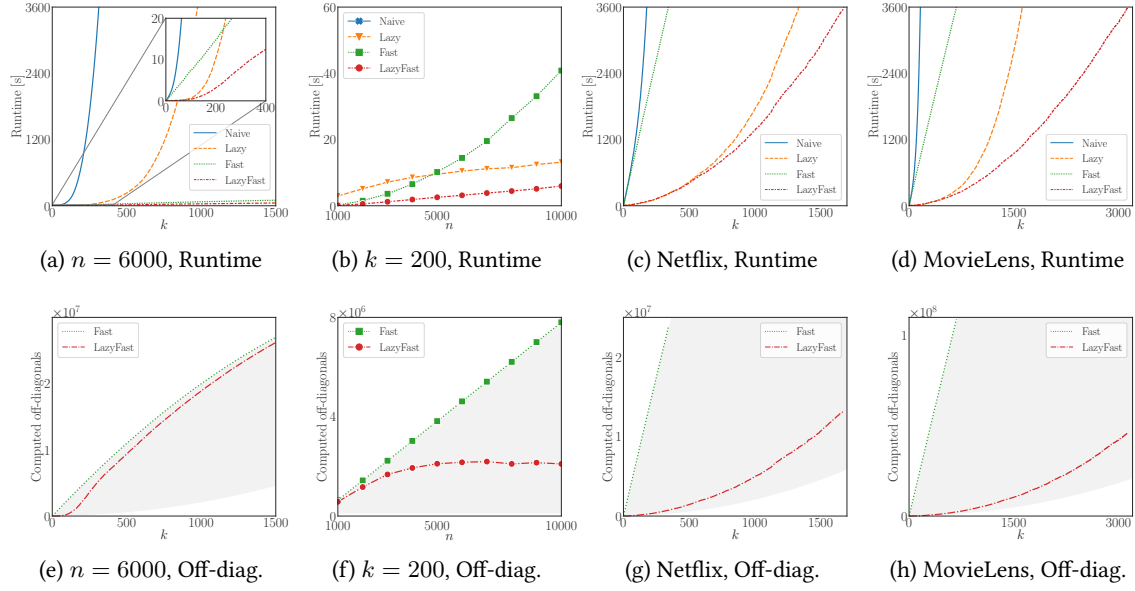 Runtime [s]
3600
2400
1200
0
0
500
1000
1500
k
20
10
0
0
200
400
Naive
Lazy
Fast
LazyFast
(a) n = 6000, Runtime
Runtime [s]
60
40
20
0
1000
5000
10000
n
Naive
Lazy
Fast
LazyFast
(b) k = 200, Runtime
Runtime [s]
3600
2400
1200
0
0
500
1000
1500
k
Naive
Lazy
Fast
LazyFast
(c) Netflix, Runtime
Runtime [s]
3600
2400
1200
0
0
1500
3000
k
Naive
Lazy
Fast
LazyFast
(d) MovieLens, Runtime
Computed off-diagonals
×10^7
3
2
1
0
0
500
1000
1500
k
Fast
LazyFast
(e) n = 6000, Off-diag.
Computed off-diagonals
×10^6
8
4
0
1000
5000
10000
n
Fast
LazyFast
(f) k = 200, Off-diag.
Computed off-diagonals
×10^7
2
1
0
0
500
1000
1500
k
Fast
LazyFast
(g) Netflix, Off-diag.
Computed off-diagonals
×10^8
1
0
0
1500
3000
k
Fast
LazyFast
(h) MovieLens, Off-diag.